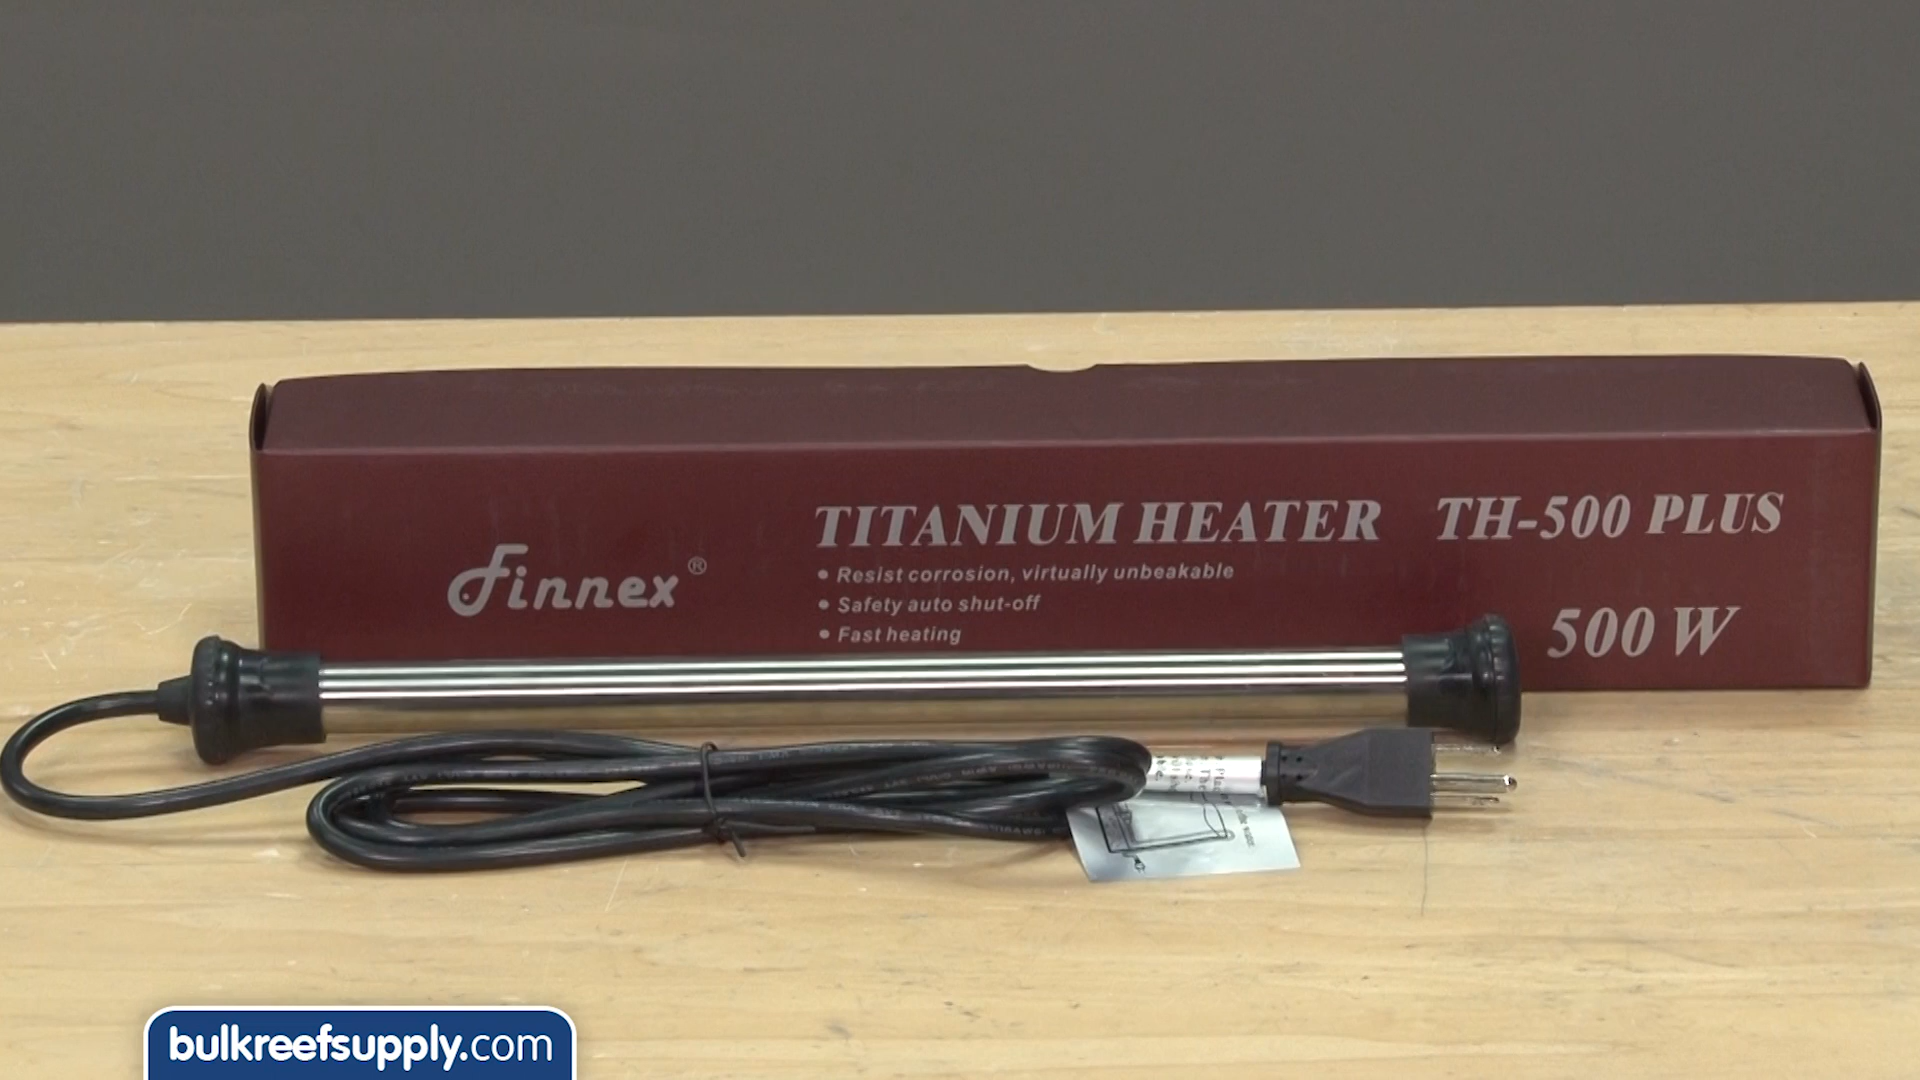 TITANIUM HEATER TH-500 PLUS
Finnex®
• Resist corrosion, virtually unbeakable
• Safety auto shut-off
• Fast heating
500 W
bulkreefsupply.com